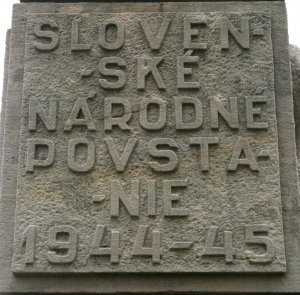 SLOVEN-
-SKÉ
NÁRODNÉ
POVSTA-
-NIE
1944-45